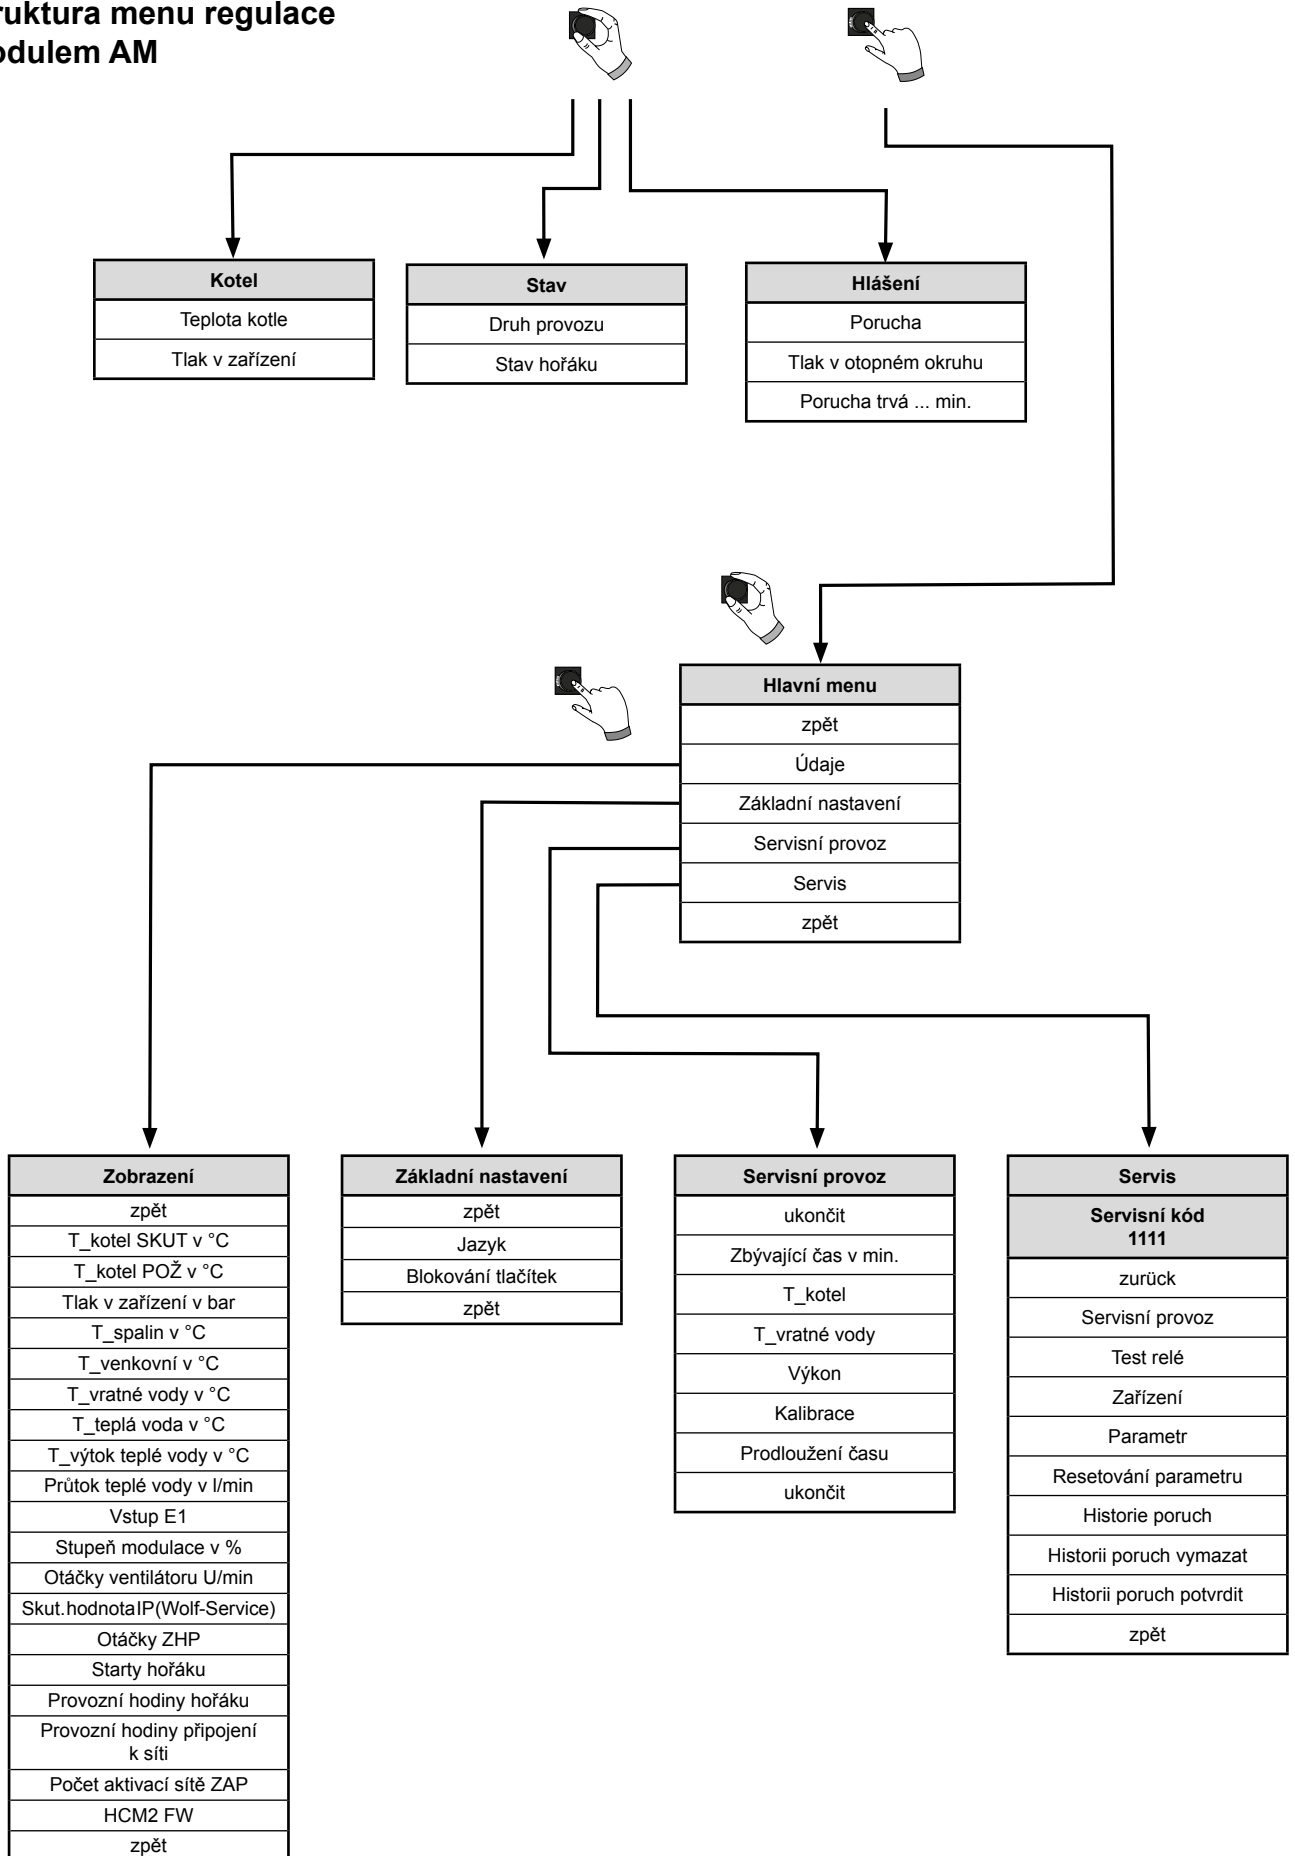 ruktura menu regulace
odulem AM
Kotel
Teplota kotle
Tlak v zařízení
Stav
Druh provozu
Stav hořáku
Hlášení
Porucha
Tlak v otopném okruhu
Porucha trvá ... min.
Hlavní menu
zpět
Údaje
Základní nastavení
Servisní provoz
Servis
zpět
Zobrazení
zpět
T_kotel SKUT v °C
T_kotel POŽ v °C
Tlak v zařízení v bar
T_spalin v °C
T_venkovní v °C
T_vratné vody v °C
T_teplá voda v °C
T_výtok teplé vody v °C
Průtok teplé vody v l/min
Vstup E1
Stupeň modulace v %
Otáčky ventilátoru U/min
Skut.hodnotaIP(Wolf-Service)
Otáčky ZHP
Starty hořáku
Provozní hodiny hořáku
Provozní hodiny připojení
k síti
Počet aktivací sítě ZAP
HCM2 FW
zpět
Základní nastavení
zpět
Jazyk
Blokování tlačítek
zpět
Servisní provoz
ukončit
Zbývající čas v min.
T_kotel
T_vratné vody
Výkon
Kalibrace
Prodloužení času
ukončit
Servis
Servisní kód
1111
zurück
Servisní provoz
Test relé
Zařízení
Parametr
Resetování parametru
Historie poruch
Historii poruch vymazat
Historii poruch potvrdit
zpět